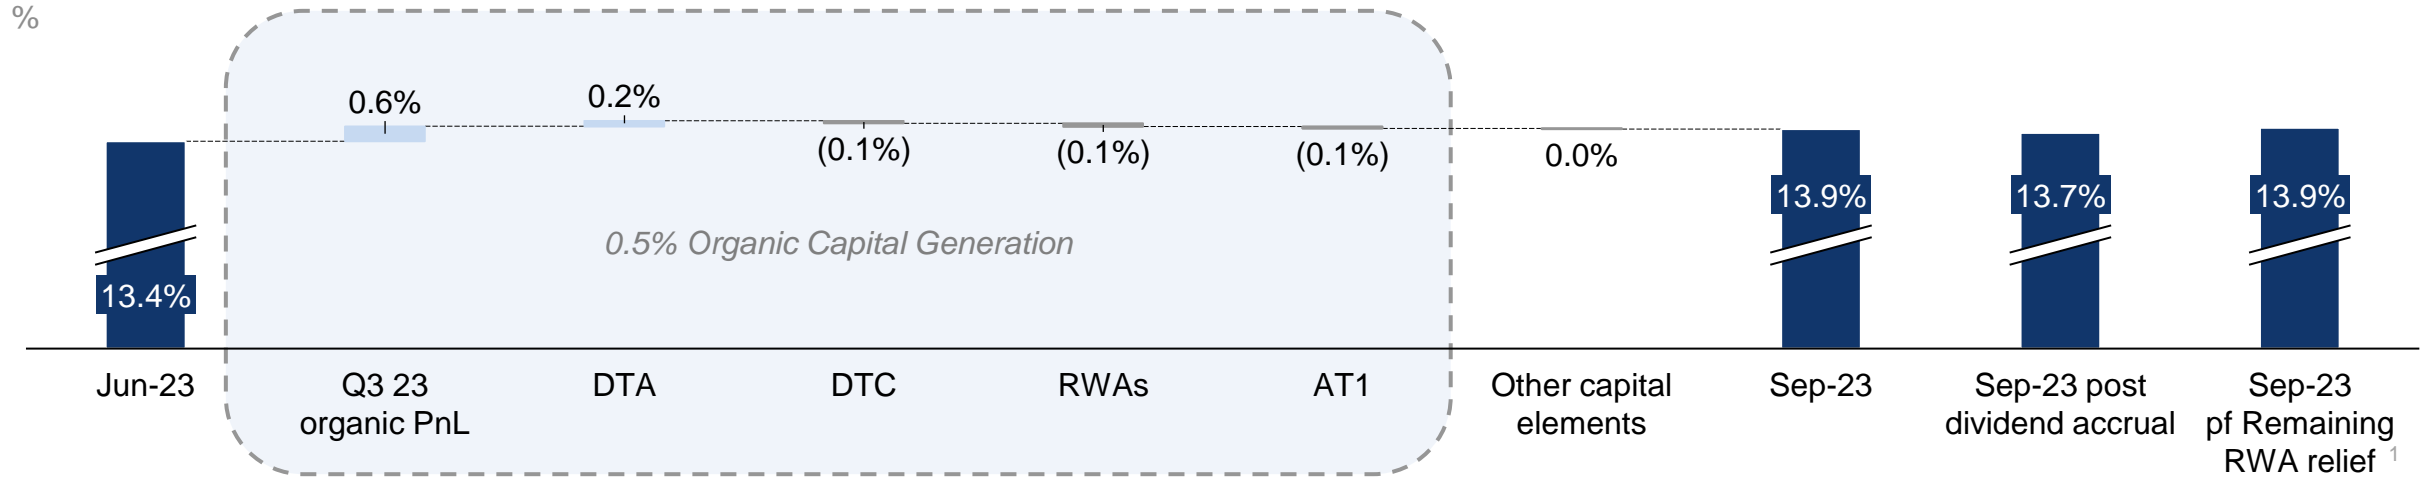 %
0.6%
0.2%
(0.1%)
(0.1%)
(0.1%)
0.0%
13.4%
13.9%
13.7%
13.9%
0.5% Organic Capital Generation
Jun-23
Q3 23
organic PnL
DTA
DTC
RWAs
AT1
Other capital
elements
Sep-23
Sep-23 post
dividend accrual
Sep-23
pf Remaining
RWA relief 1